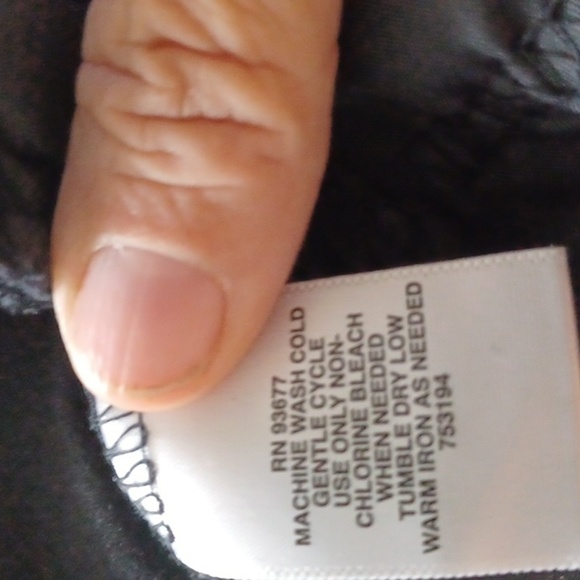 RN 93677
MACHINE WASH COLD
GENTLE CYCLE
USE ONLY NON-
CHLORINE BLEACH
WHEN NEEDED
TUMBLE DRY LOW
WARM IRON AS NEEDED
753194